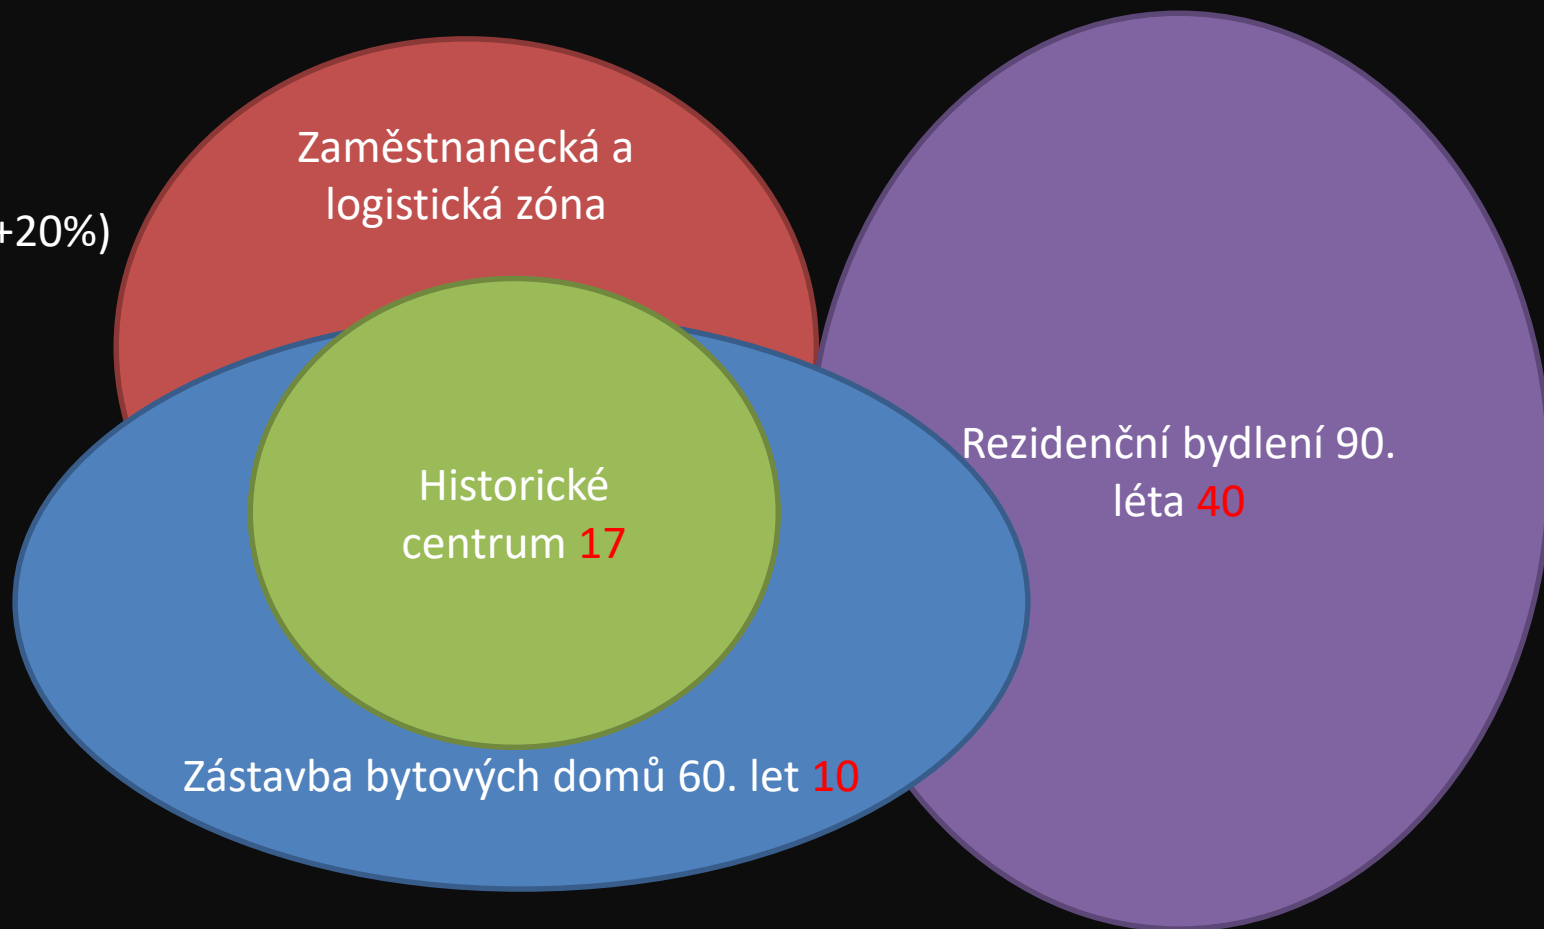 Zaměstnanecká a
logistická zóna
+20%)
Rezidenční bydlení 90.
léta 40
Historické
centrum 17
Zástavba bytových domů 60. let 10